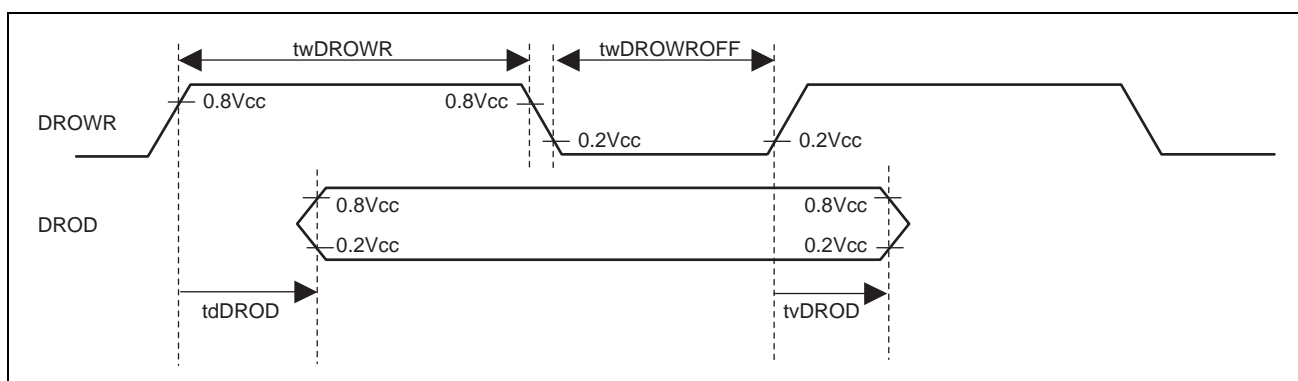 twDROWR
twDROWROFF
0.8Vcc
0.8Vcc
DROWR
0.2Vcc
0.2Vcc
0.8Vcc
0.8Vcc
DROD
0.2Vcc
0.2Vcc
tdDROD
tvDROD